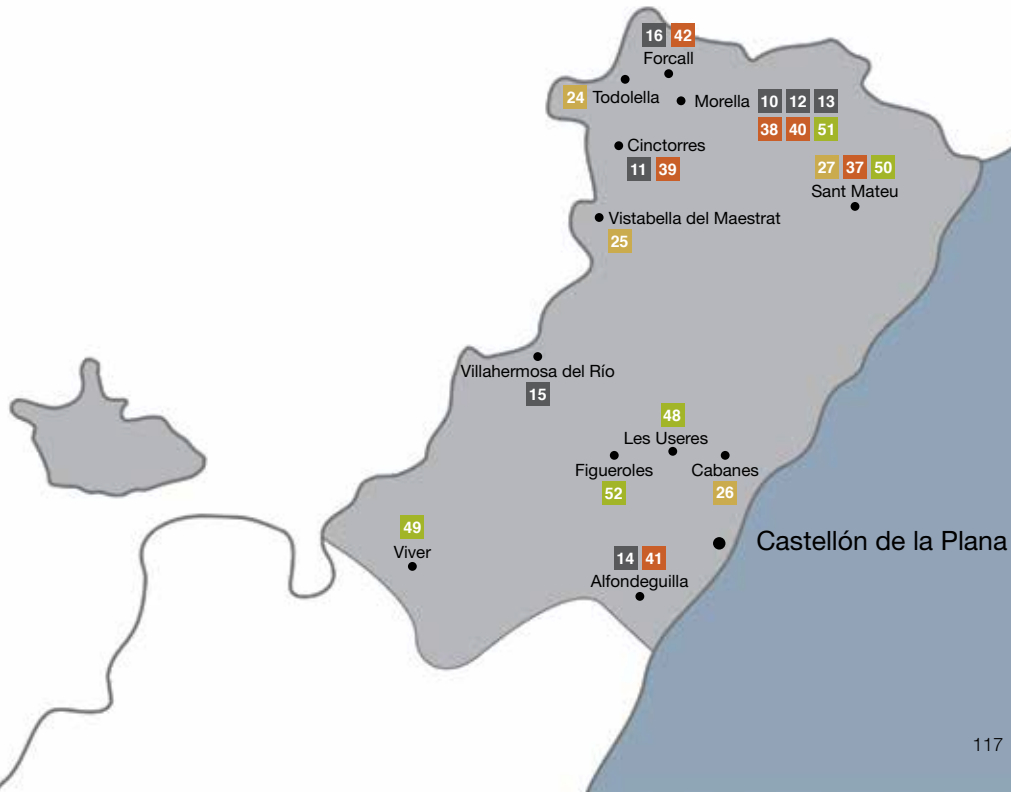 16 42
Forcall
24 Todolella
Morella 10 12 13
38 40 51
Cinctorres
11 39
27 37 50
Sant Mateu
Vistabella del Maestrat
25
Villahermosa del Río
15
48
Les Useres
Figueroles
52
Cabanes
26
49
Viver
Castellón de la Plana
14 41
Alfondeguilla
117